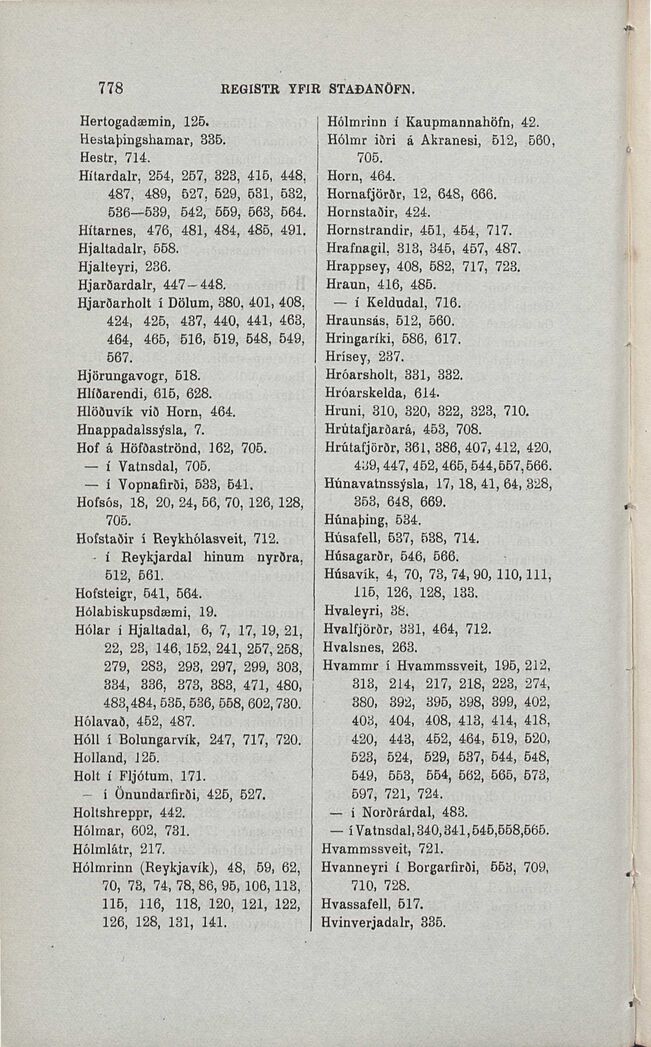 778 REGISTR YFIR STAÐANÖFN.
Hertogadæmin, 125.
Hestaþingshamar, 335.
Hestr, 714.
Hítardalr, 254, 257, 323, 415, 448,
487, 489, 527, 529, 531, 532,
536—539, 542, 559, 563, 564.
Hítarnes, 476, 481, 484, 485, 491.
Hjaltadalr, 558.
Hjalteyri, 236.
Hjarðardalr, 447–448.
Hjarðarholt í Dölum, 380, 401, 408,
424, 425, 437, 440, 441, 463,
464, 465, 516, 519, 548, 549,
567.
Hjörungavogr, 518.
Hlíðarendi, 615, 628.
Hlöðuvík við Horn, 464.
Hnappadalssýsla, 7.
Hof á Höfðaströnd, 162, 705.
— í Vatnsdal, 705.
— í Vopnafirði, 533, 541.
Hofsós, 18, 20, 24, 56, 70, 126, 128,
705.
Hofstaðir í Reykhólasveit, 712.
- í Reykjardal hinum nyrðra,
512, 561.
Hofsteigr, 541, 564.
Hólabiskupsdæmi, 19.
Hólar í Hjaltadal, 6, 7, 17, 19, 21,
22, 23, 146, 152, 241, 257, 258,
279, 283, 293, 297, 299, 303,
334, 336, 373, 383, 471, 480,
483, 484, 535, 536, 558, 602, 730.
Hólavað, 452, 487.
Hóll í Bolungarvík, 247, 717, 720.
Holland, 125.
Holt í Fljótum, 171.
— í Önundarfirði, 425, 527.
Holtshreppr, 442.
Hólmar, 602, 731.
Hólmlátr, 217.
Hólmrinn (Reykjavík), 48, 59, 62,
70, 73, 74, 78, 86, 95, 106, 113,
115, 116, 118, 120, 121, 122,
126, 128, 131, 141.
Hólmrinn í Kaupmannahöfn, 42.
Hólmr iðri á Akranesi, 512, 560,
705.
Horn, 464.
Hornafjörðr, 12, 648, 666.
Hornstaðir, 424.
Hornstrandir, 451, 454, 717.
Hrafnagil, 313, 345, 457, 487.
Hrappsey, 408, 582, 717, 723.
Hraun, 416, 485.
— í Keldudal, 716.
Hraunsás, 512, 560.
Hringaríki, 586, 617.
Hrísey, 237.
Hróarsholt, 331, 332.
Hróarskelda, 614.
Hruni, 310, 320, 322, 323, 710.
Hrútafjarðará, 453, 708.
Hrútafjörðr, 361, 386, 407, 412, 420,
439, 447, 452, 465, 544, 557, 566.
Húnavatnssýsla, 17, 18, 41, 64, 328,
353, 648, 669.
Húnaþing, 534.
Húsafell, 537, 538, 714.
Húsagarðr, 546, 566.
Húsavík, 4, 70, 73, 74, 90, 110, 111,
115, 126, 128, 133.
Hvaleyri, 38.
Hvalfjörðr, 331, 464, 712.
Hvalsnes, 263.
Hvammr í Hvammssveit, 195, 212,
313, 214, 217, 218, 223, 274,
380, 392, 395, 398, 399, 402,
403, 404, 408, 413, 414, 418,
420, 443, 452, 464, 519, 520,
523, 524, 529, 537, 544, 548,
549, 553, 554, 562, 565, 573,
597, 721, 724.
— í Norðrárdal, 483.
— í Vatnsdal, 340, 341, 545, 558, 565.
Hvammssveit, 721.
Hvanneyri í Borgarfirði, 553, 709,
710, 728.
Hvassafell, 517.
Hvinverjadalr, 335.